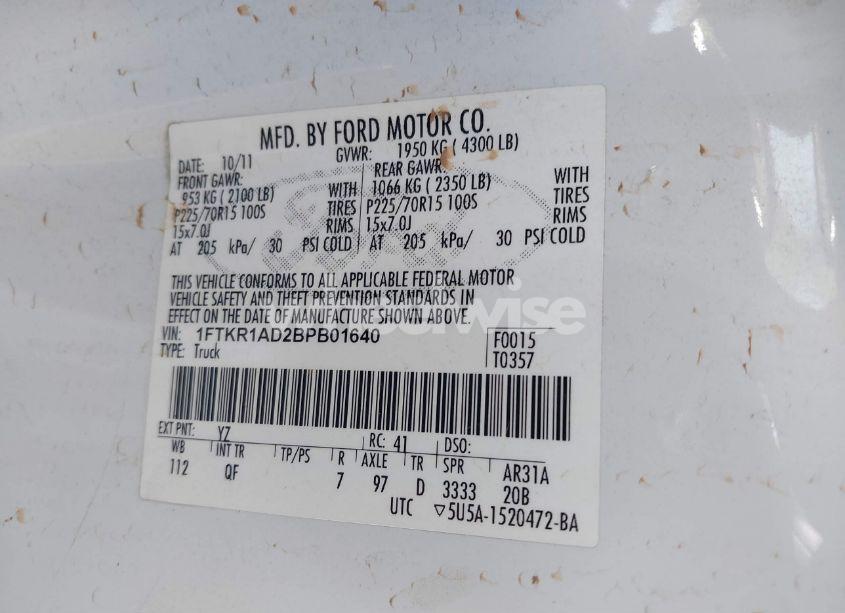 MFD. BY FORD MOTOR CO.
DATE: 10/11 GVWR: 1950 KG ( 4300 LB)
FRONT GAWR: REAR GAWR:
953 KG ( 2100 LB) WITH 1066 KG ( 2350 LB) WITH
P225/70R15 100S TIRES P225/70R15 100S TIRES
15x7.0J RIMS 15x7.0J RIMS
AT 205 kPa/ 30 PSI COLD AT 205 kPa/ 30 PSI COLD
THIS VEHICLE CONFORMS TO ALL APPLICABLE FEDERAL MOTOR
VEHICLE SAFETY AND THEFT PREVENTION STANDARDS IN
EFFECT ON THE DATE OF MANUFACTURE SHOWN ABOVE.
VIN: 1FTKR1AD2BPB01640 F0015
TYPE: Truck T0357
EXT PNT: YZ RC: 41 DSO:
WB INT TR TP/PS R AXLE TR SPR AR31A
112 QF 7 97 D 3333 20B
UTC ▽5U5A-1520472-BA